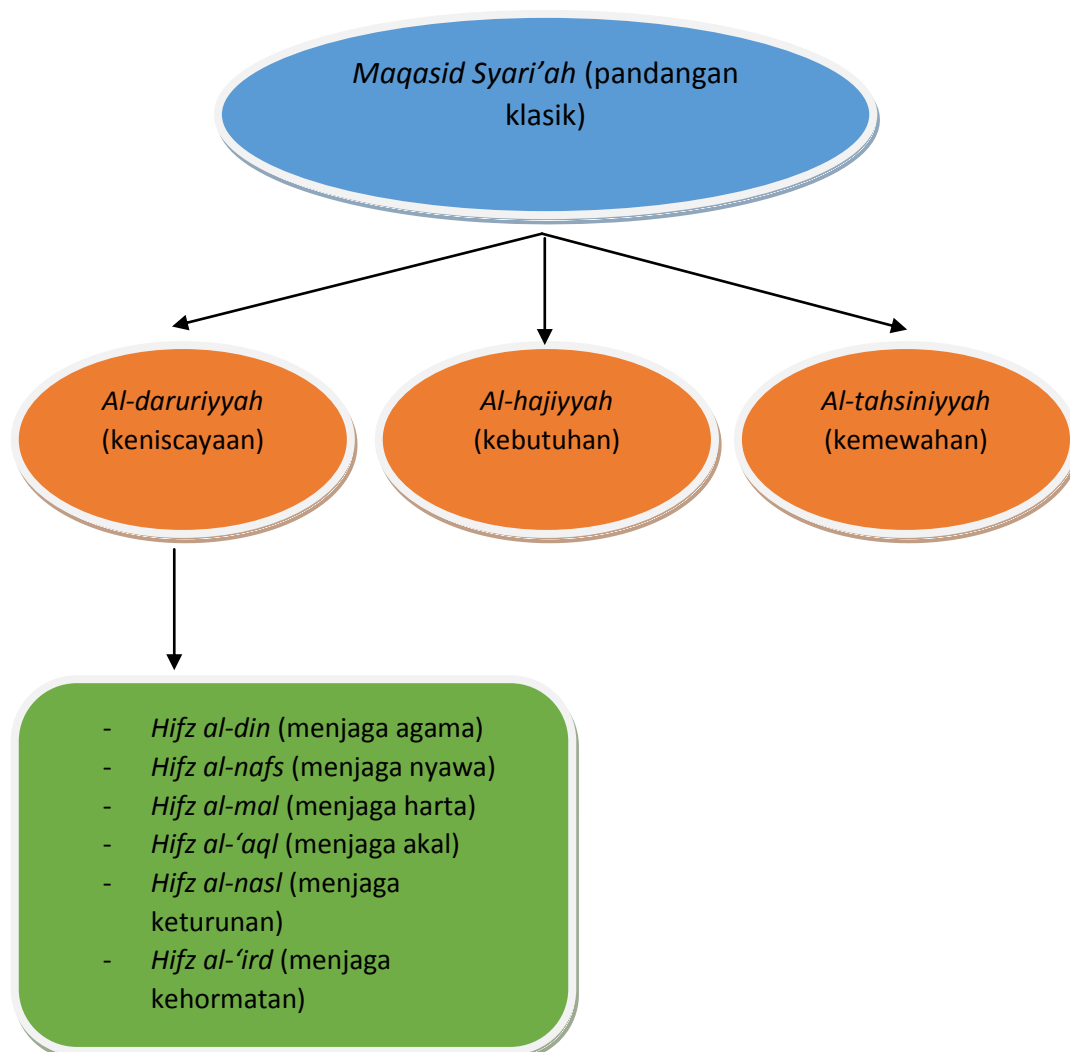 Maqasid Syari’ah (pandangan
klasik)
Al-daruriyyah
(keniscayaan)
Al-hajiyyah
(kebutuhan)
Al-tahsiniyyah
(kemewahan)
- Hifz al-din (menjaga agama)
- Hifz al-nafs (menjaga nyawa)
- Hifz al-mal (menjaga harta)
- Hifz al-‘aql (menjaga akal)
- Hifz al-nasl (menjaga
keturunan)
- Hifz al-‘ird (menjaga
kehormatan)